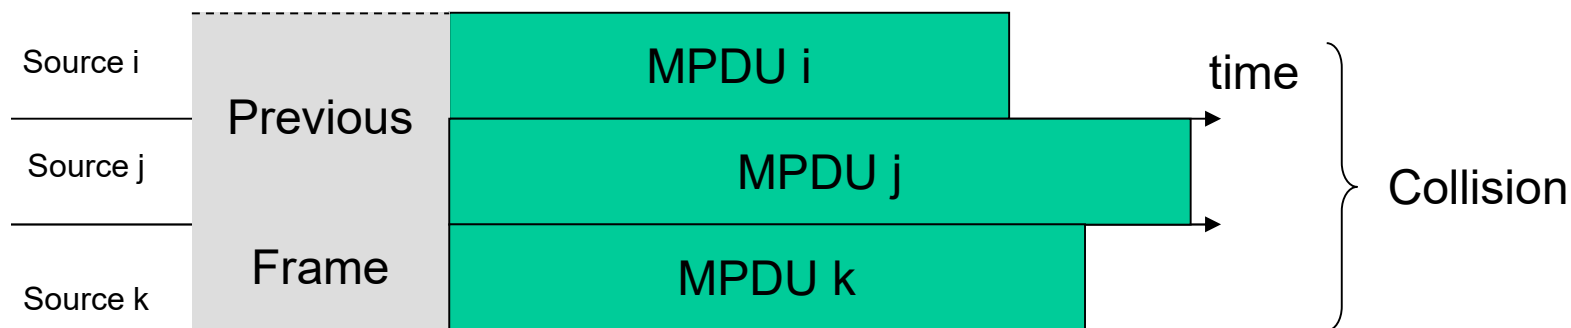 Source i
MPDU i
time
Previous
Source j
MPDU j
Collision
Frame
MPDU k
Source k